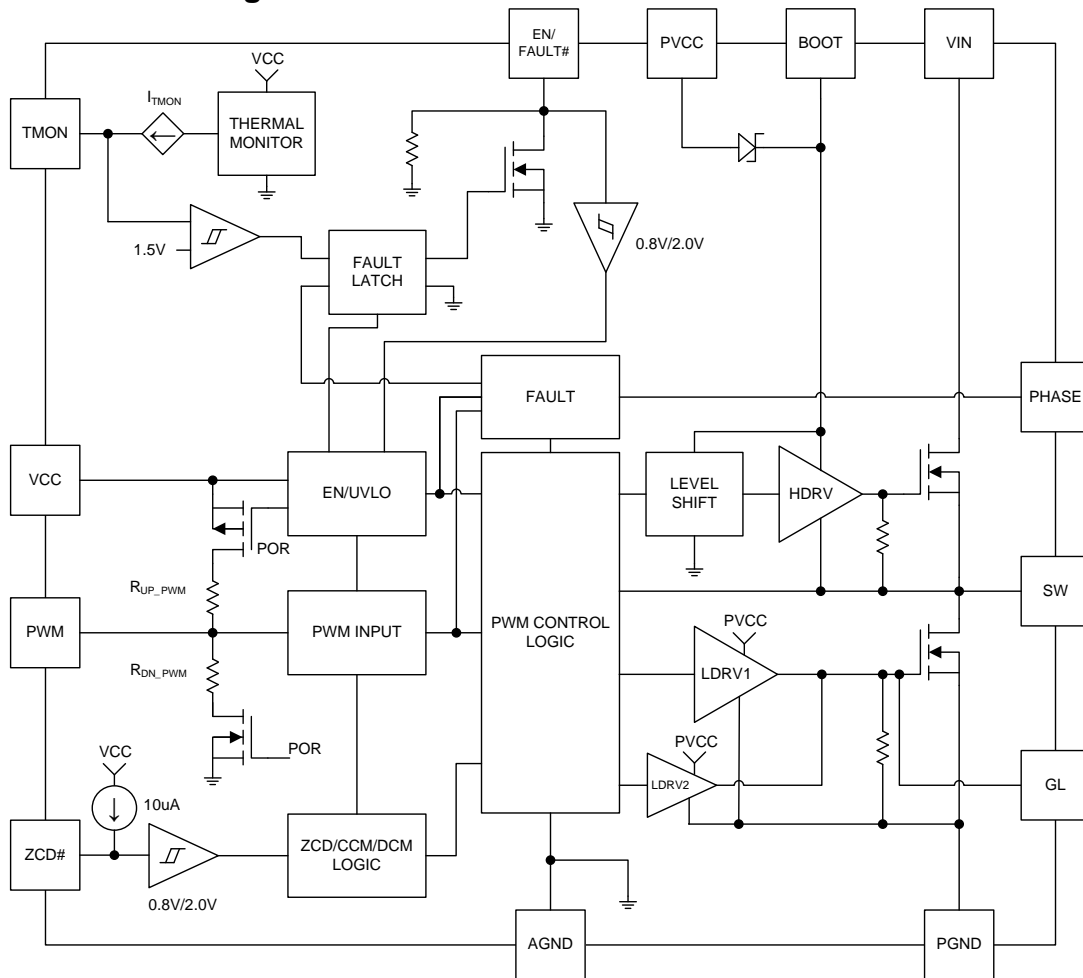 EN/
FAULT#
PVCC
BOOT
VIN
VCC
I_TMON
TMON
THERMAL
MONITOR
1.5V
FAULT
LATCH
0.8V/2.0V
FAULT
PHASE
VCC
EN/UVLO
LEVEL
SHIFT
HDRV
POR
R_UP_PWM
SW
PWM
PWM INPUT
PWM CONTROL
LOGIC
PVCC
LDRV1
R_DN_PWM
POR
VCC
PVCC
LDRV2
GL
10uA
ZCD#
ZCD/CCM/DCM
LOGIC
0.8V/2.0V
AGND
PGND